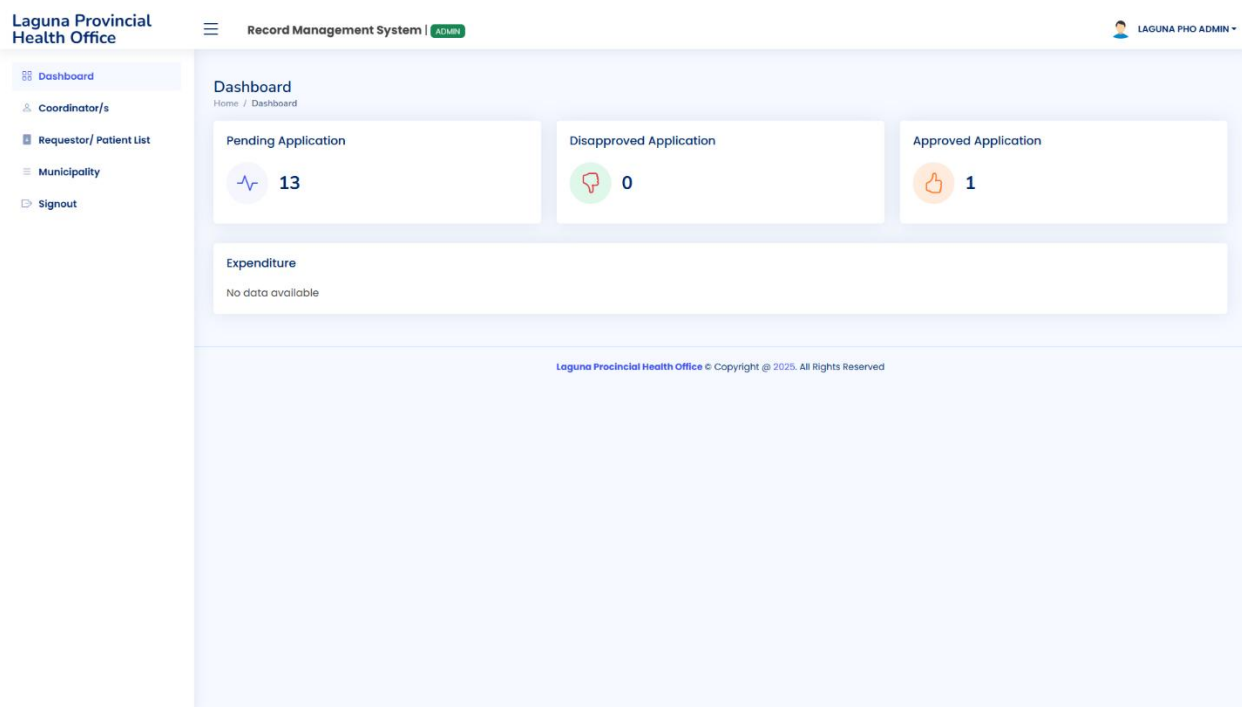 Laguna Provincial
Health Office
Record Management System | ADMIN
LAGUNA PHO ADMIN
Dashboard
Coordinator/s
Requestor/ Patient List
Municipality
Signout
Dashboard
Home / Dashboard
Pending Application
13
Disapproved Application
0
Approved Application
1
Expenditure
No data available
Laguna Procincial Health Office © Copyright @ 2025. All Rights Reserved